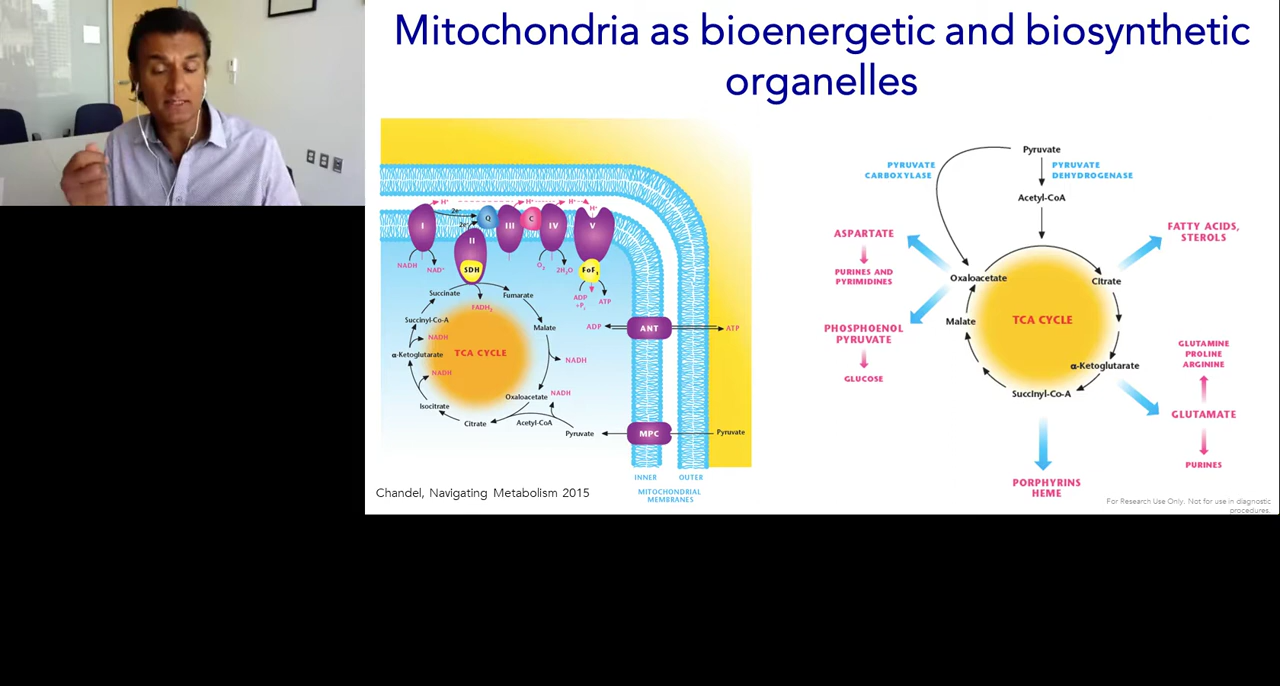 Mitochondria as bioenergetic and biosynthetic
organelles
H⁺
H⁺
H⁺
H⁺
2e⁻
I
Q
III
C
IV
V
II
SDH
FoF₁
NADH
NAD⁺
O₂
2H₂O
ADP
+Pᵢ
ATP
Succinate
Fumarate
FADH₂
Succinyl-Co-A
Malate
NADH
α-Ketoglutarate
TCA CYCLE
NADH
NADH
Isocitrate
Oxaloacetate
NADH
Citrate
Acetyl-CoA
Pyruvate
ADP
ANT
ATP
MPC
Pyruvate
INNER
OUTER
MITOCHONDRIAL
MEMBRANES
Chandel, Navigating Metabolism 2015
Pyruvate
PYRUVATE
CARBOXYLASE
PYRUVATE
DEHYDROGENASE
Acetyl-CoA
ASPARTATE
PURINES AND
PYRIMIDINES
FATTY ACIDS,
STEROLS
Oxaloacetate
Citrate
Malate
TCA CYCLE
PHOSPHOENOL
PYRUVATE
GLUCOSE
α-Ketoglutarate
Succinyl-Co-A
GLUTAMINE
PROLINE
ARGININE
GLUTAMATE
PURINES
PORPHYRINS
HEME
For Research Use Only. Not for use in diagnostic
procedures.